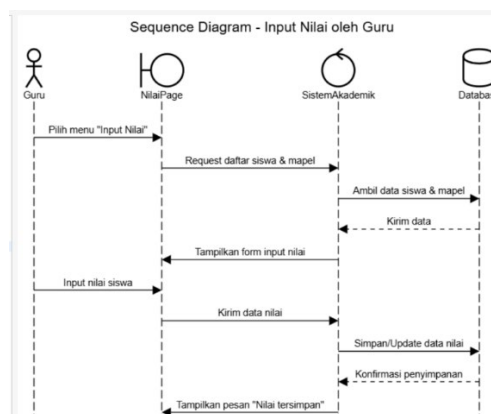 Sequence Diagram - Input Nilai oleh Guru
Guru
NilaiPage
SistemAkademik
Databas
Pilih menu "Input Nilai"
Request daftar siswa & mapel
Ambil data siswa & mapel
Kirim data
Tampilkan form input nilai
Input nilai siswa
Kirim data nilai
Simpan/Update data nilai
Konfirmasi penyimpanan
Tampilkan pesan "Nilai tersimpan"